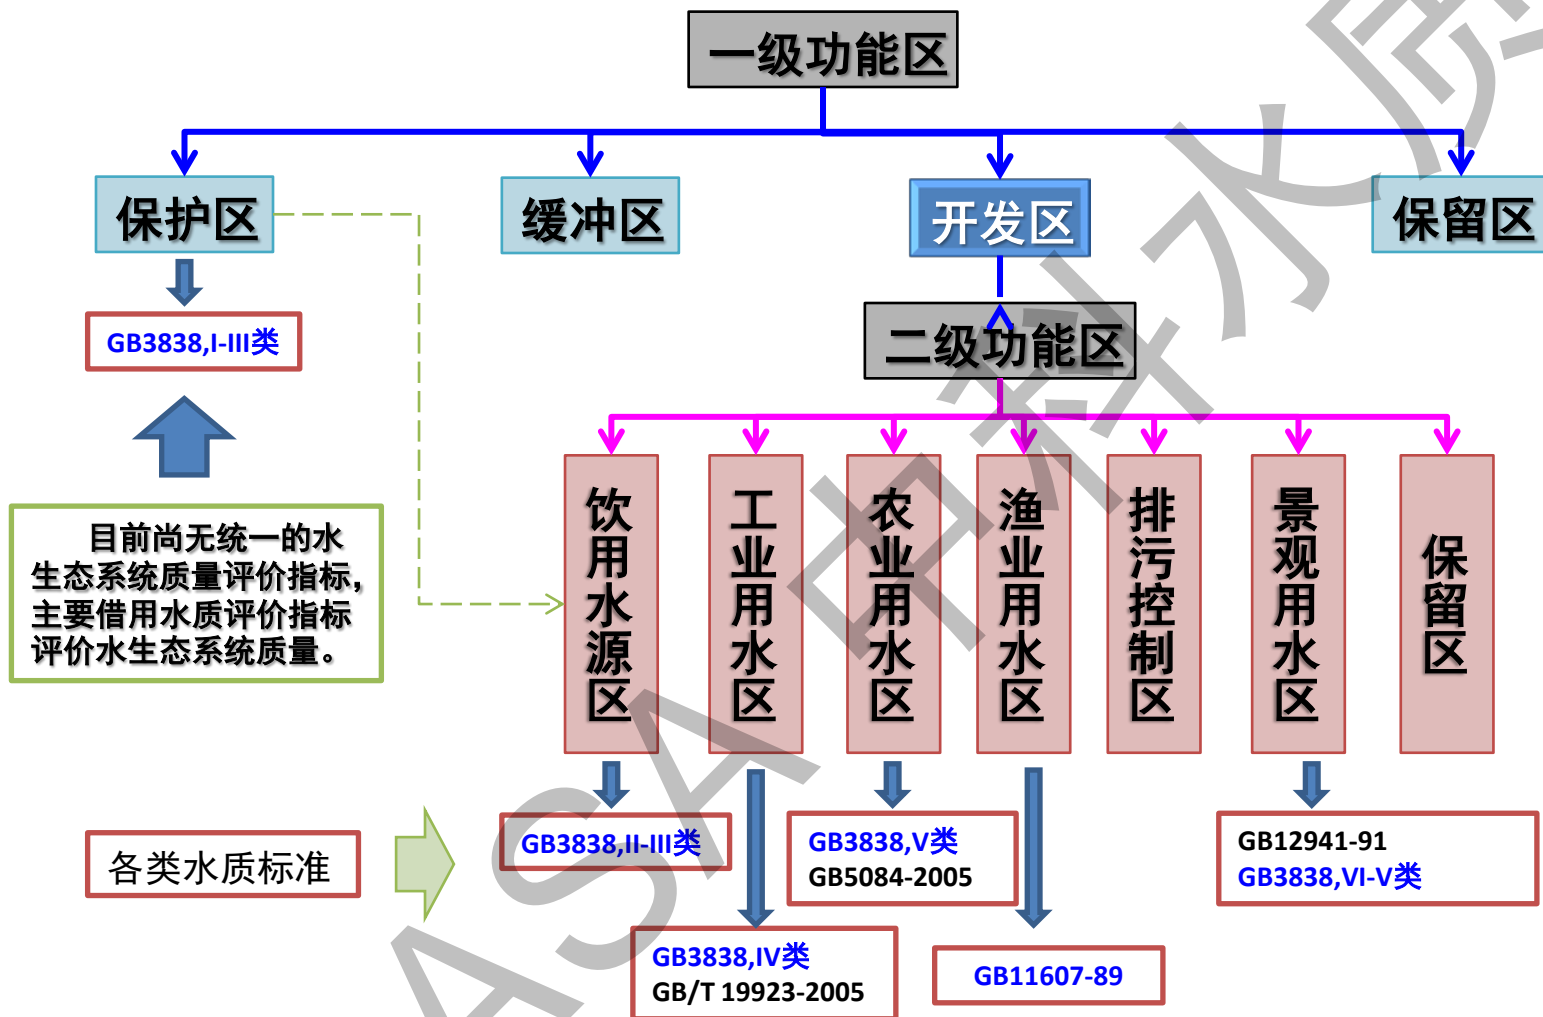 一级功能区
保护区
缓冲区
开发区
保留区
GB3838,I-III类
二级功能区
目前尚无统一的水
生态系统质量评价指标,
主要借用水质评价指标
评价水生态系统质量。
饮用水源区
工业用水区
农业用水区
渔业用水区
排污控制区
景观用水区
保留区
各类水质标准
GB3838,II-III类
GB3838,IV类
GB/T 19923-2005
GB3838,V类
GB5084-2005
GB11607-89
GB12941-91
GB3838,VI-V类
ASA 中科水质